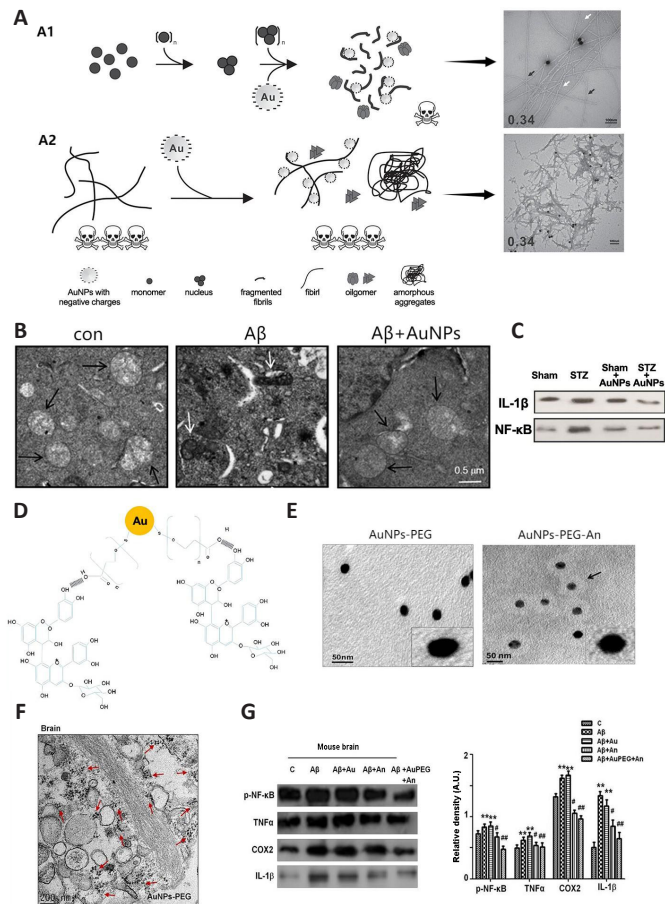 A
A1
n
n
Au
0.34
A2
Au
0.34
AuNPs with negative charges
monomer
nucleus
fragmented fibrils
fibirl
oilgomer
amorphous aggregates
B
con
Aβ
Aβ+AuNPs
0.5 μm
C
Sham
STZ
Sham + AuNPs
STZ + AuNPs
IL-1β
NF-κB
D
Au
E
AuNPs-PEG
50nm
AuNPs-PEG-An
50 nm
F
Brain
200 nm
AuNPs-PEG
G
Mouse brain
C Aβ Aβ+Au Aβ+An Aβ +AuPEG +An
p-NF-κB
TNFα
COX2
IL-1β
C
Aβ
Aβ+Au
Aβ+An
Aβ+AuPEG+An
Relative density (A.U.)
2.0
1.5
1.0
0.5
0.0
** **
# ##
** **
# ##
** **
# ##
** **
# ##
p-NF-κB TNFα COX2 IL-1β